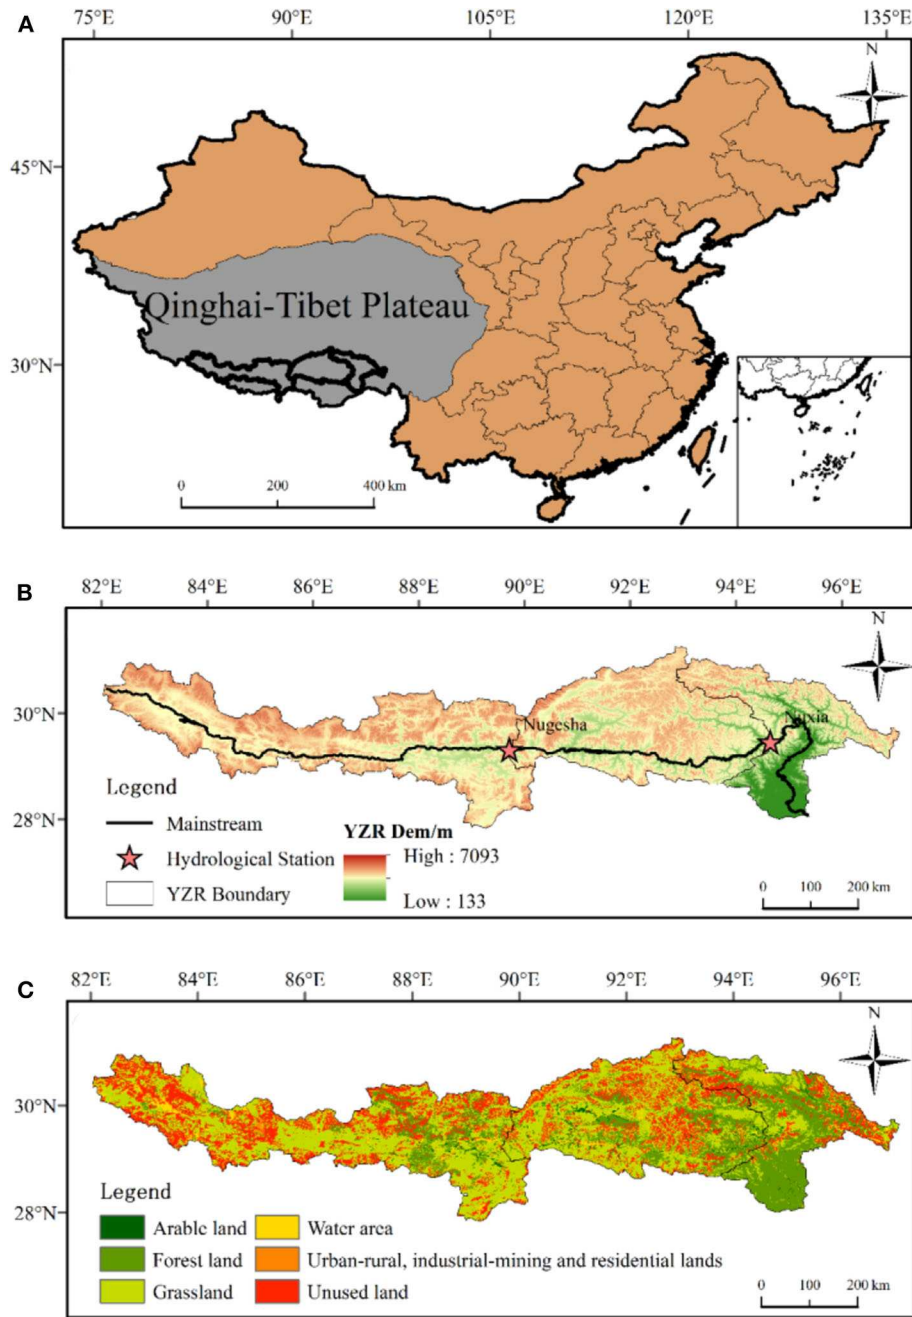 A
75°E 90°E 105°E 120°E 135°E
N
45°N
Qinghai-Tibet Plateau
30°N
0 200 400 km
B
82°E 84°E 86°E 88°E 90°E 92°E 94°E 96°E
N
30°N
Nugesha
Nuxia
28°N
Legend
Mainstream
Hydrological Station
YZR Boundary
YZR Dem/m
High : 7093
Low : 133
0 100 200 km
C
82°E 84°E 86°E 88°E 90°E 92°E 94°E 96°E
N
30°N
28°N
Legend
Arable land
Forest land
Grassland
Water area
Urban-rural, industrial-mining and residential lands
Unused land
0 100 200 km